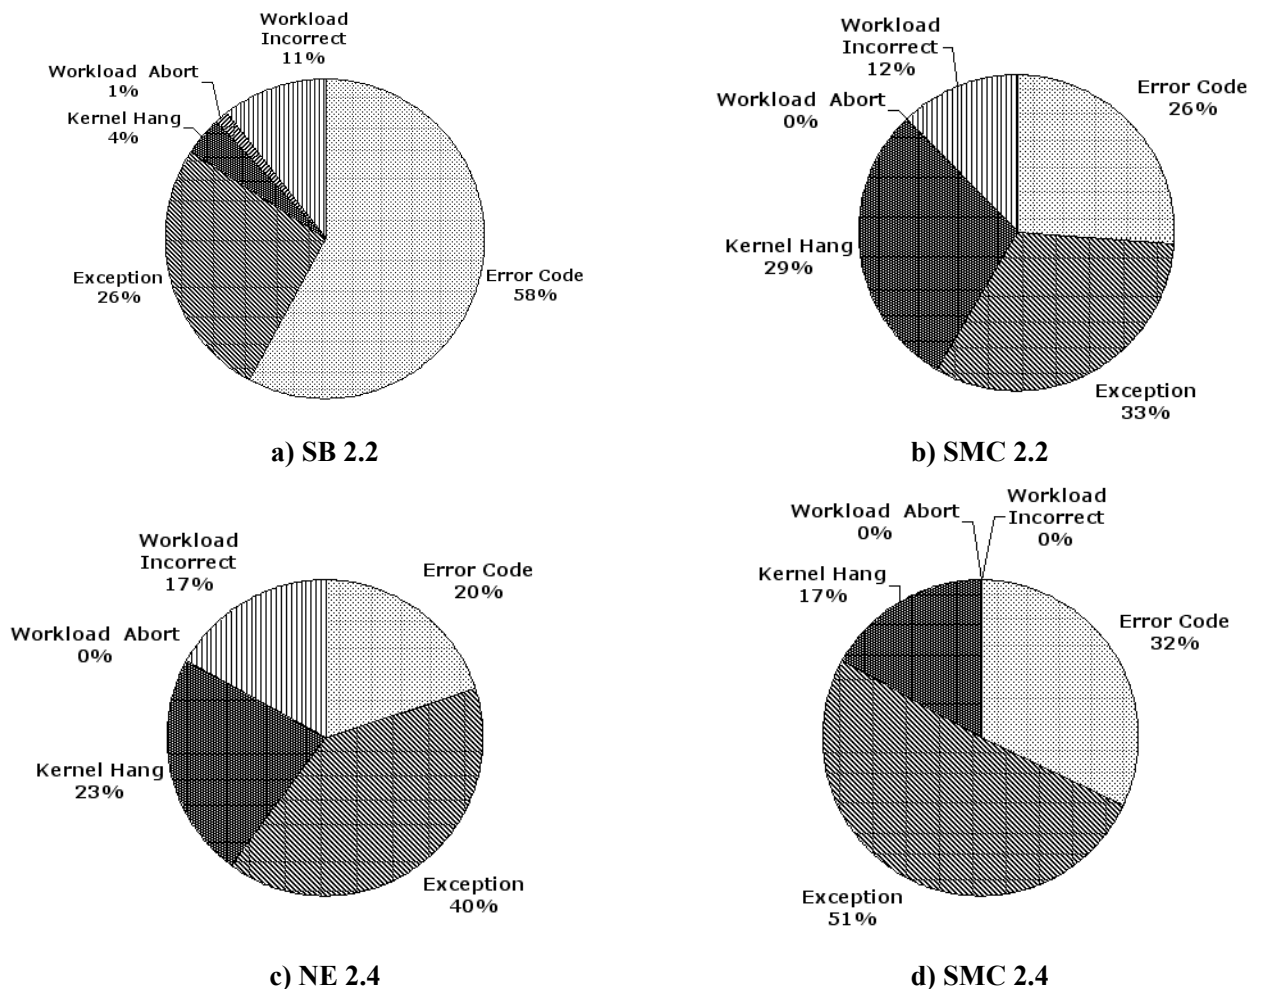 Workload
Incorrect
11%
Workload Abort
1%
Kernel Hang
4%
Exception
26%
Error Code
58%
a) SB 2.2
Workload
Incorrect
12%
Error Code
26%
Workload Abort
0%
Kernel Hang
29%
Exception
33%
b) SMC 2.2
Workload
Incorrect
17%
Error Code
20%
Workload Abort
0%
Kernel Hang
23%
Exception
40%
c) NE 2.4
Workload Abort
0%
Workload
Incorrect
0%
Kernel Hang
17%
Error Code
32%
Exception
51%
d) SMC 2.4